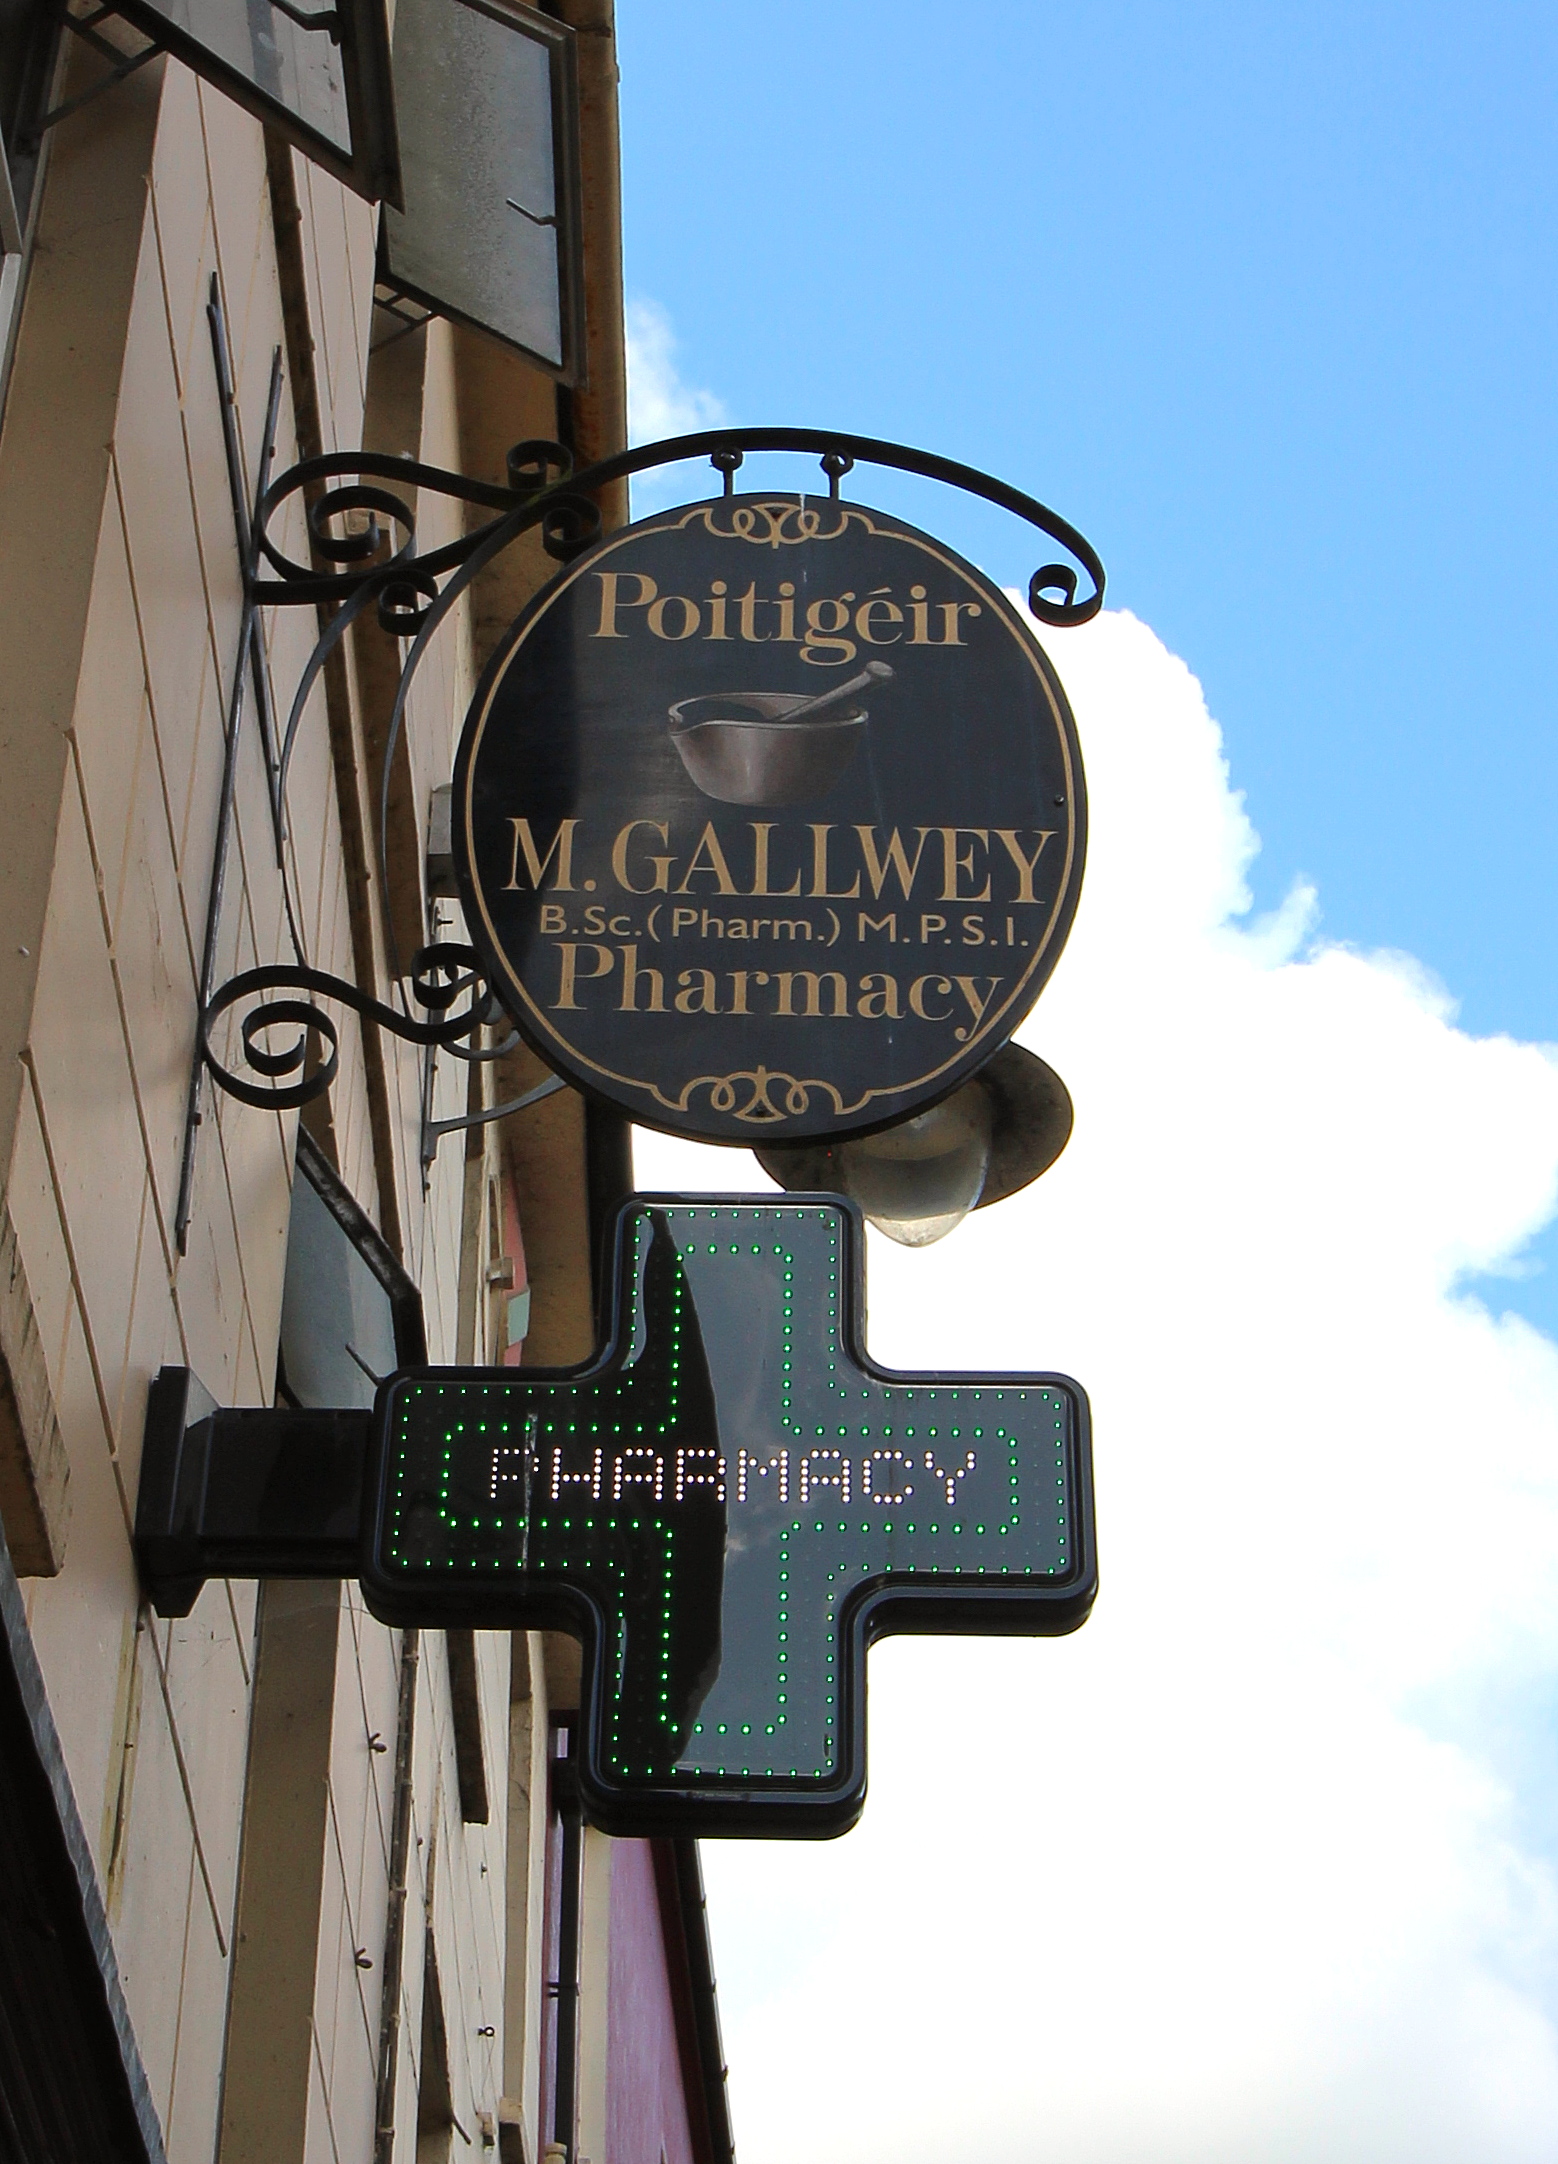 Poitigéir
M. GALLWEY
B.Sc. (Pharm.) M.P.S.I.
Pharmacy
PHARMACY